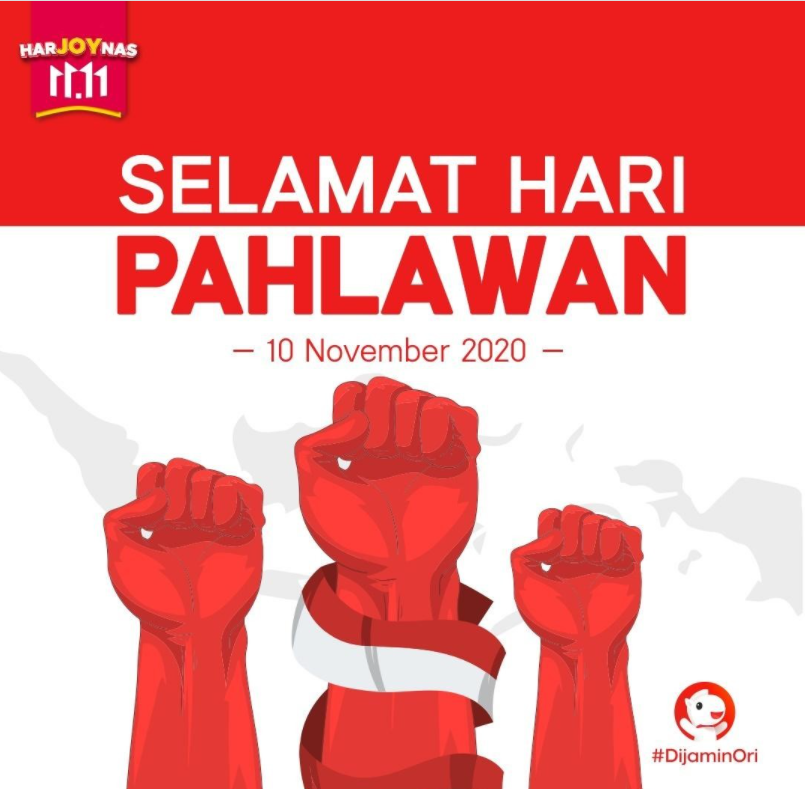 HARJOYNAS
11.11
SELAMAT HARI
PAHLAWAN
– 10 November 2020 –
#DijaminOri